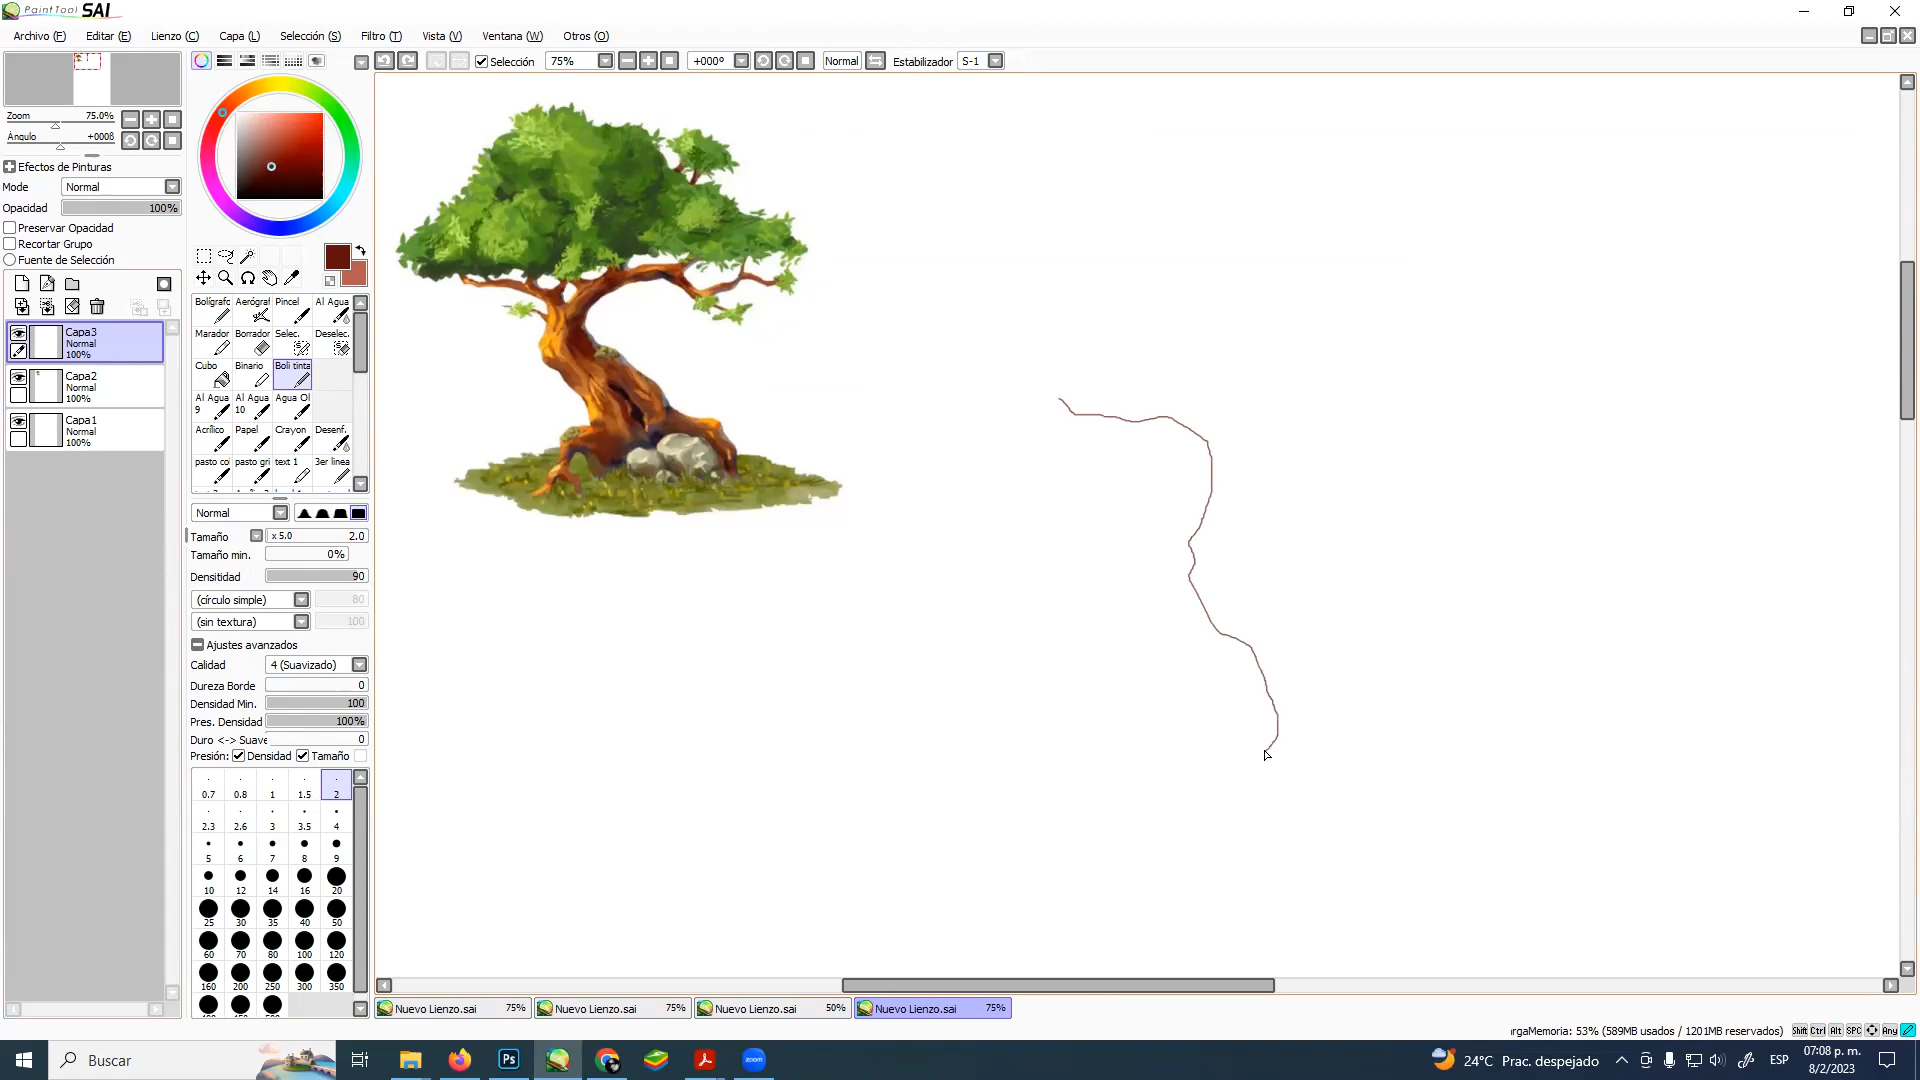 PaintTool SAI
Archivo (F) Editar (E) Lienzo (C) Capa (L) Selección (S) Filtro (T) Vista (V) Ventana (W) Otros (O)
Selección 75% +000º Normal Estabilizador S-1
Zoom 75.0%
Ángulo +000ß
Efectos de Pinturas
Mode Normal
Opacidad 100%
Preservar Opacidad
Recortar Grupo
Fuente de Selección
Capa3
Normal
100%
Capa2
Normal
100%
Capa1
Normal
100%
Bolígrafo Aerógraf Pincel Al Agua
Marador Borrador Selec. Deselec.
Cubo Binario Boli tinta
Al Agua 9 Al Agua 10 Agua Ol
Acrílico Papel Crayon Desenf.
pasto col pasto gri text 1 3er linea
Normal
Tamaño x 5.0 2.0
Tamaño min. 0%
Densitidad 90
(círculo simple) 80
(sin textura) 100
Ajustes avanzados
Calidad 4 (Suavizado)
Dureza Borde 0
Densidad Min. 100
Pres. Densidad 100%
Duro <-> Suave 0
Presión: Densidad Tamaño
0.7 0.8 1 1.5 2
2.3 2.6 3 3.5 4
5 6 7 8 9
10 12 14 16 20
25 30 35 40 50
60 70 80 100 120
160 200 250 300 350
Nuevo Lienzo.sai 75% Nuevo Lienzo.sai 75% Nuevo Lienzo.sai 50% Nuevo Lienzo.sai 75%
rgaMemoria: 53% (589MB usados / 1201MB reservados) Shift Ctrl Alt SPC Any
Buscar
Ps
zoom
24°C Prac. despejado
ESP
07:08 p. m.
8/2/2023